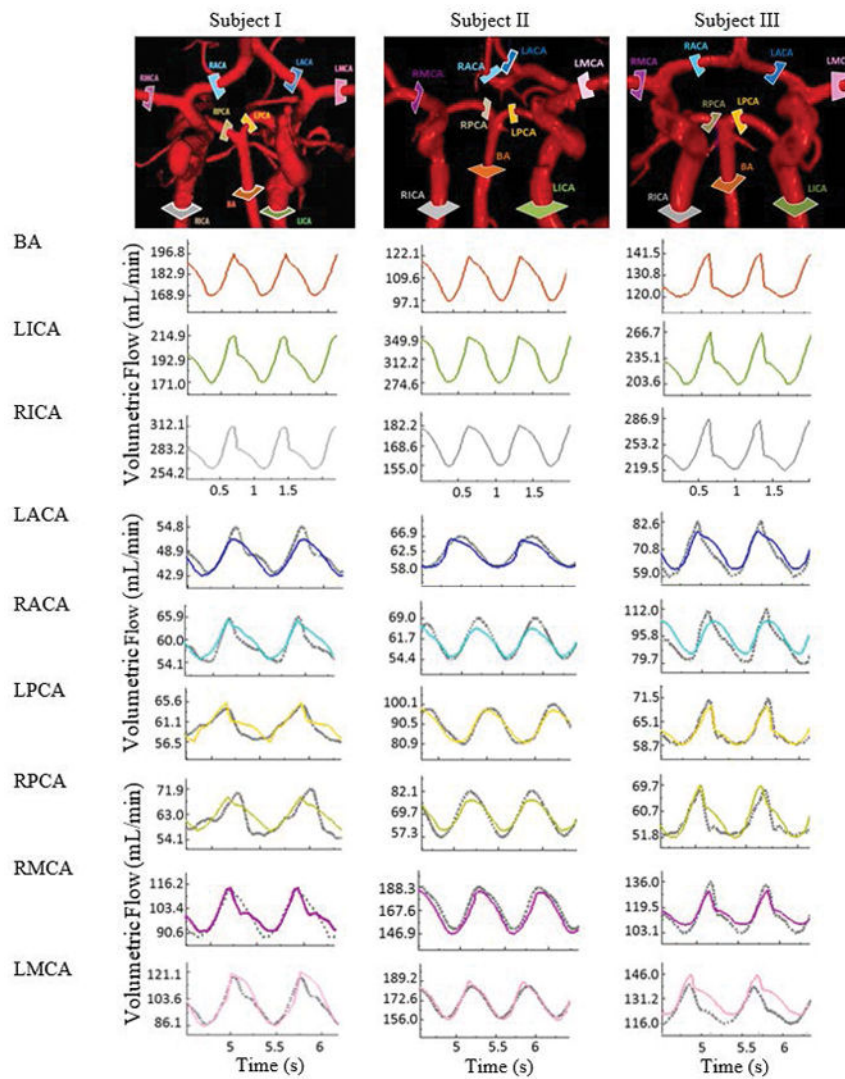 Subject I Subject II Subject III
RMCA RACA LACA LMCA RPCA LPCA RICA BA LICA
LACA RACA RMCA LMCA RPCA LPCA BA RICA LICA
RACA LACA RMCA LMC RPCA LPCA BA RICA LICA
Volumetric Flow (mL/min)
BA
196.8 122.1 141.5
182.9 109.6 130.8
168.9 97.1 120.0
LICA
214.9 349.9 266.7
192.9 312.2 235.1
171.0 274.6 203.6
RICA
312.1 182.2 286.9
283.2 168.6 253.2
254.2 155.0 219.5
0.5 1 1.5 0.5 1 1.5 0.5 1 1.5
Volumetric Flow (mL/min)
LACA
54.8 66.9 82.6
48.9 62.5 70.8
42.9 58.0 59.0
RACA
65.9 69.0 112.0
60.0 61.7 95.8
54.1 54.4 79.7
LPCA
65.6 100.1 71.5
61.1 90.5 65.1
56.5 80.9 58.7
Volumetric Flow (mL/min)
RPCA
71.9 82.1 69.7
63.0 69.7 60.7
54.1 57.3 51.8
RMCA
116.2 188.3 136.0
103.4 167.6 119.5
90.6 146.9 103.1
LMCA
121.1 189.2 146.0
103.6 172.6 131.2
86.1 156.0 116.0
5 5.5 6 5 5.5 6 5 5.5 6
Time (s) Time (s) Time (s)